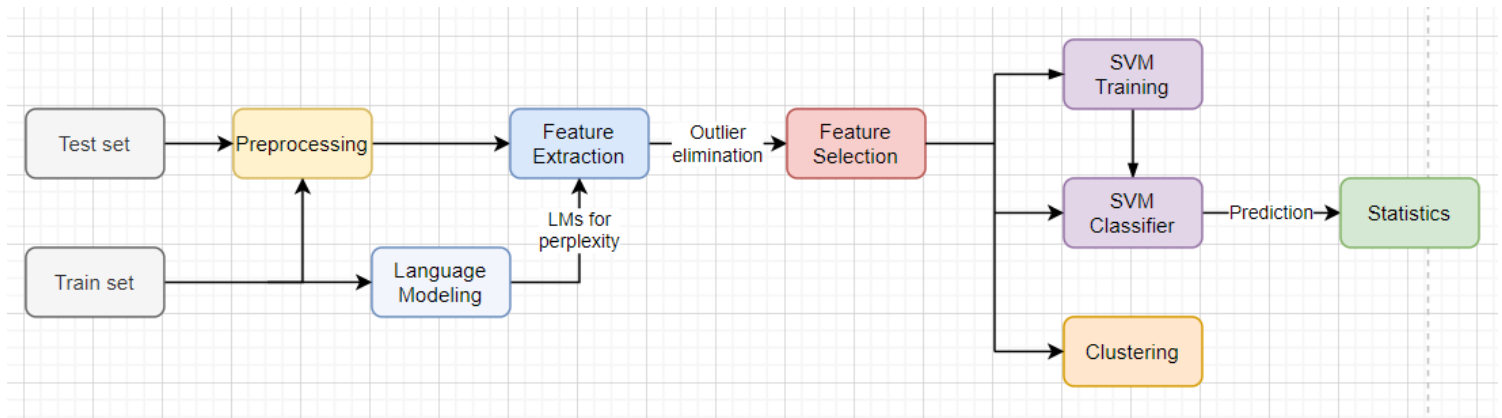 Test set
Preprocessing
Feature
Extraction
Outlier
elimination
Feature
Selection
SVM
Training
SVM
Classifier
Prediction
Statistics
Train set
Language
Modeling
LMs for
perplexity
Clustering